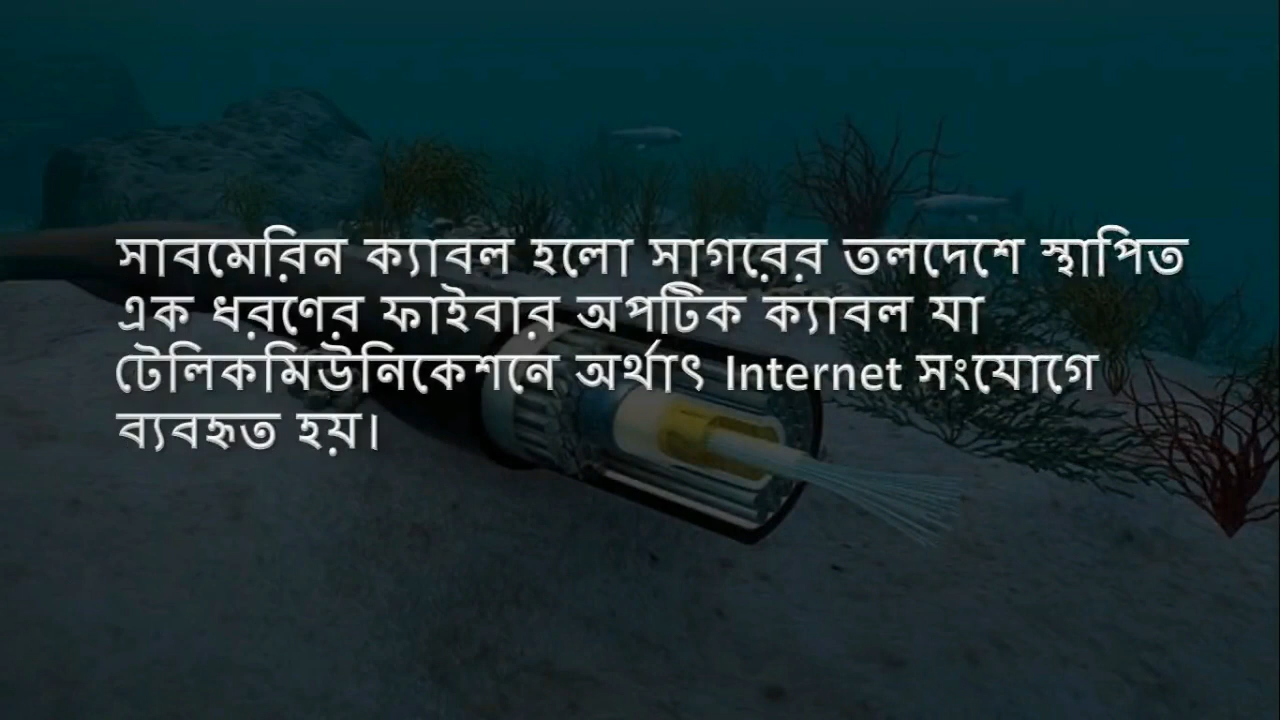 সাবমেরিন ক্যাবল হলো সাগরের তলদেশে স্থাপিত
এক ধরণের ফাইবার অপটিক ক্যাবল যা
টেলিকমিউনিকেশনে অর্থাৎ Internet সংযোগে
ব্যবহৃত হয়।